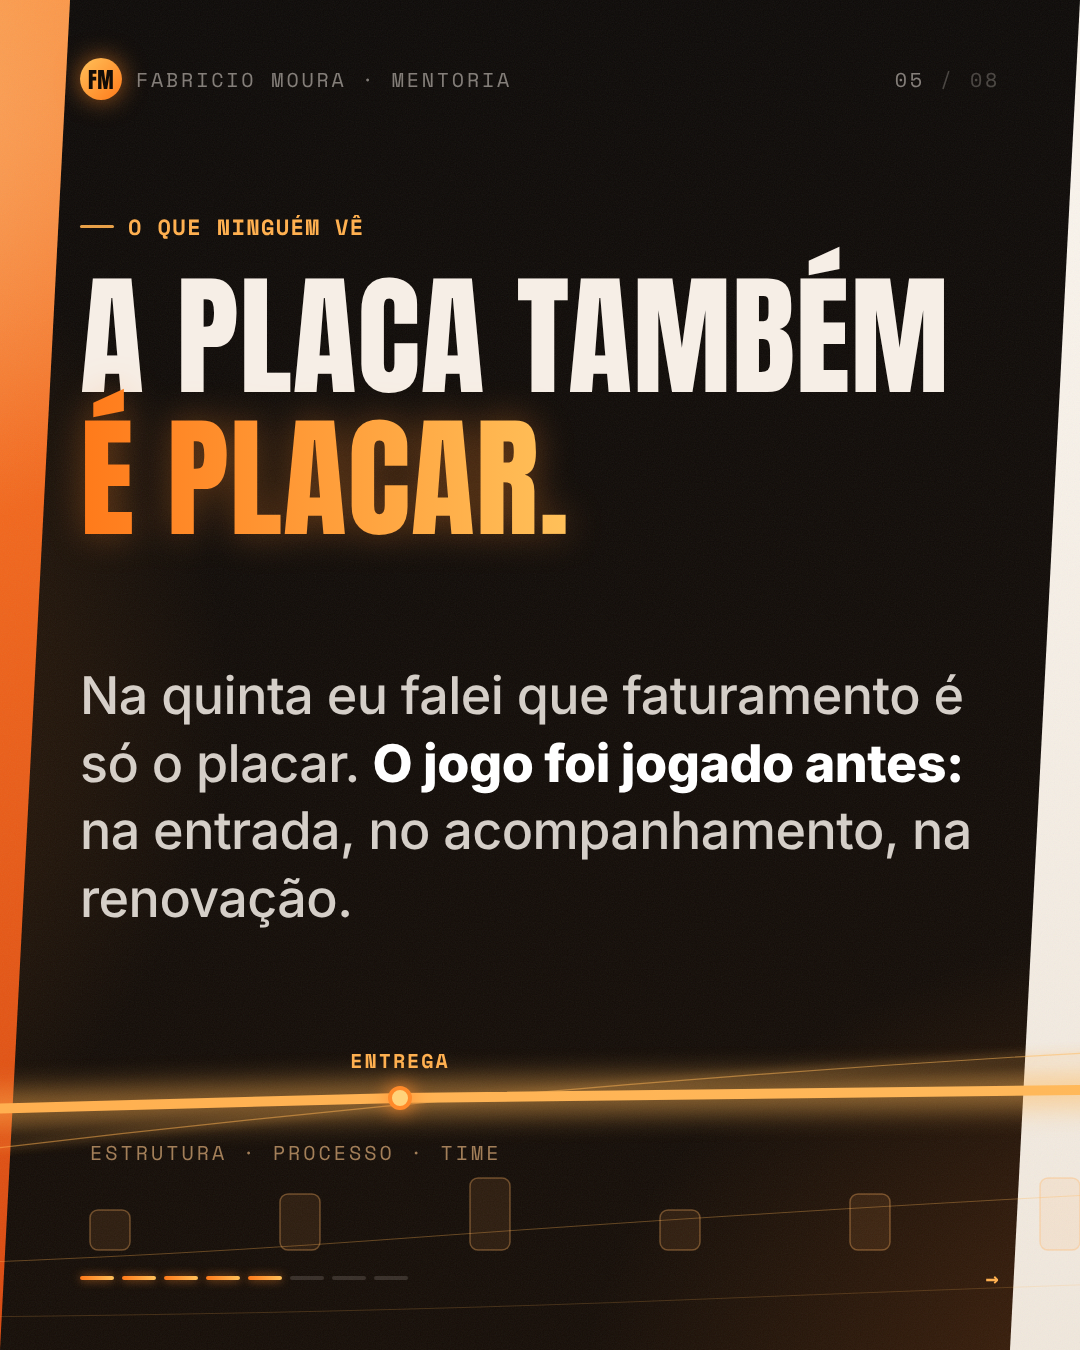 FM FABRICIO MOURA · MENTORIA 05 / 08
O QUE NINGUÉM VÊ
A PLACA TAMBÉM
É PLACAR.
Na quinta eu falei que faturamento é
só o placar. O jogo foi jogado antes:
na entrada, no acompanhamento, na
renovação.
ENTREGA
ESTRUTURA · PROCESSO · TIME
→